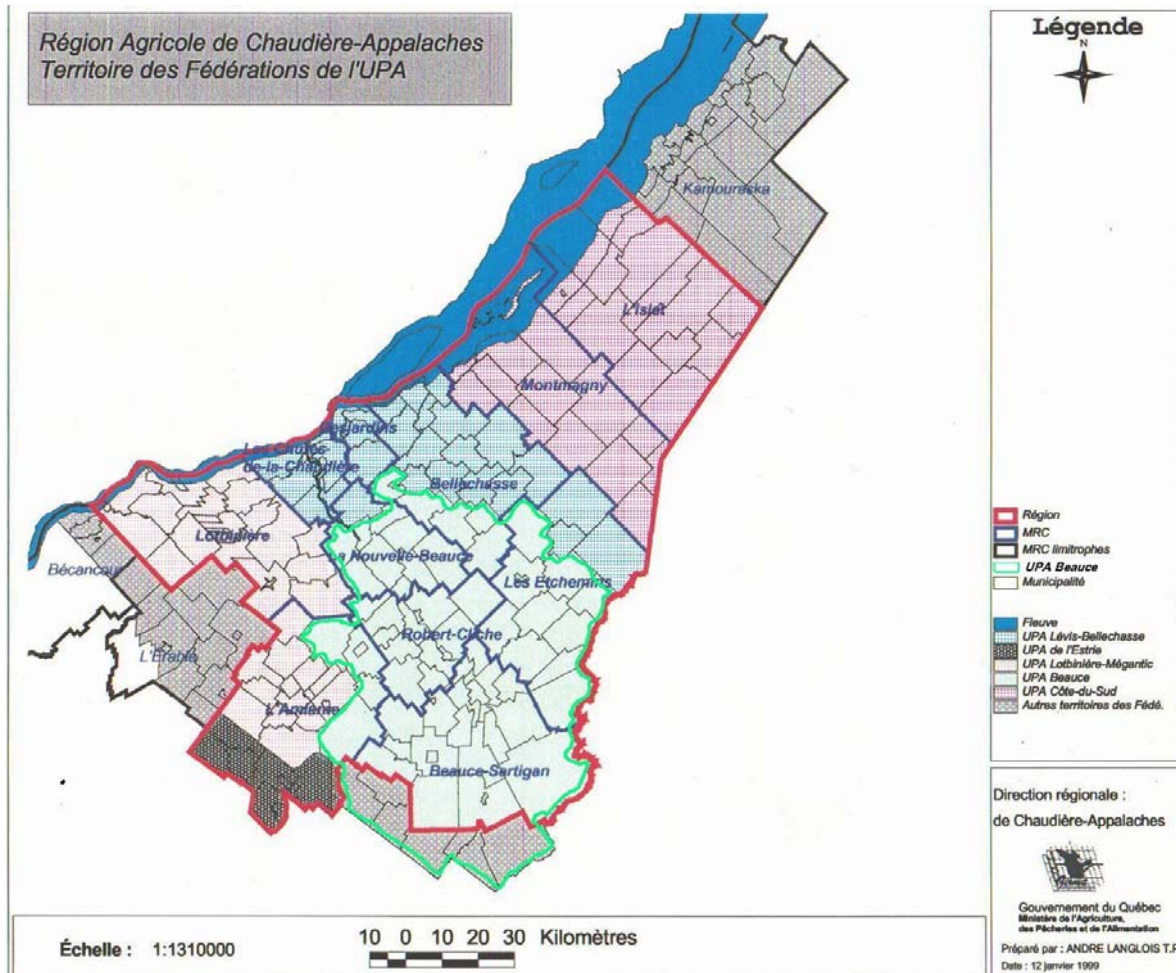 Région Agricole de Chaudière-Appalaches
Territoire des Fédérations de l'UPA
Légende
N
Kamouraska
L'Islet
Montmagny
Desjardins
Les Chutes-
de-la-Chaudière
Bellechasse
Lotbinière
La Nouvelle-Beauce
Les Etchemins
Bécancour
Robert-Cliche
L'Érable
L'Amiante
Beauce-Sartigan
Région
MRC
MRC limitrophes
UPA Beauce
Municipalité
Fleuve
UPA Lévis-Bellechasse
UPA de l'Estrie
UPA Lotbinière-Mégantic
UPA Beauce
UPA Côte-du-Sud
Autres territoires des Fédé.
Direction régionale :
de Chaudière-Appalaches
Gouvernement du Québec
Ministère de l'Agriculture,
des Pêcheries et de l'Alimentation
Préparé par : ANDRE LANGLOIS T.P
Date : 12 janvier 1999
Échelle : 1:1310000
10 0 10 20 30 Kilomètres